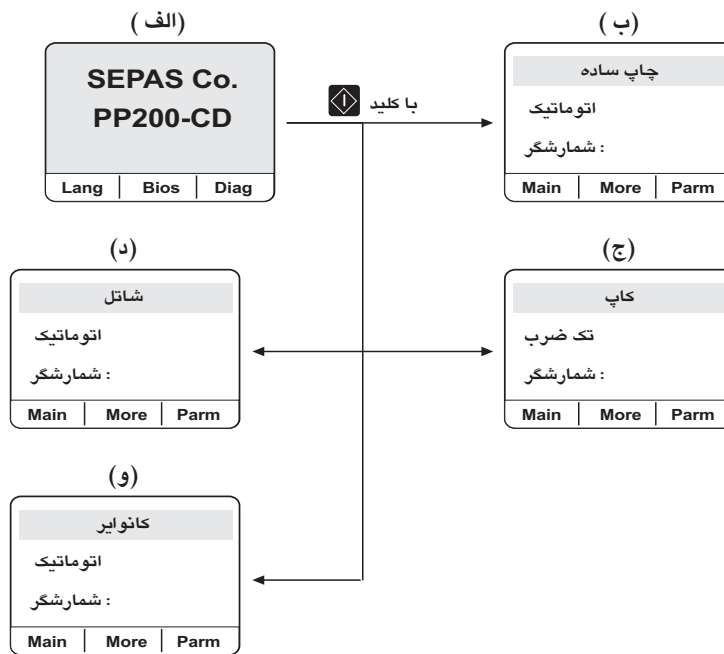 (الف)
SEPAS Co.
PP200-CD
Lang Bios Diag
با کلید
(ب)
چاپ ساده
اتوماتیک
شمارشگر :
Main More Parm
(د)
شاتل
اتوماتیک
شمارشگر :
Main More Parm
(ج)
کاپ
تک ضرب
شمارشگر :
Main More Parm
(و)
کانوایر
اتوماتیک
شمارشگر :
Main More Parm